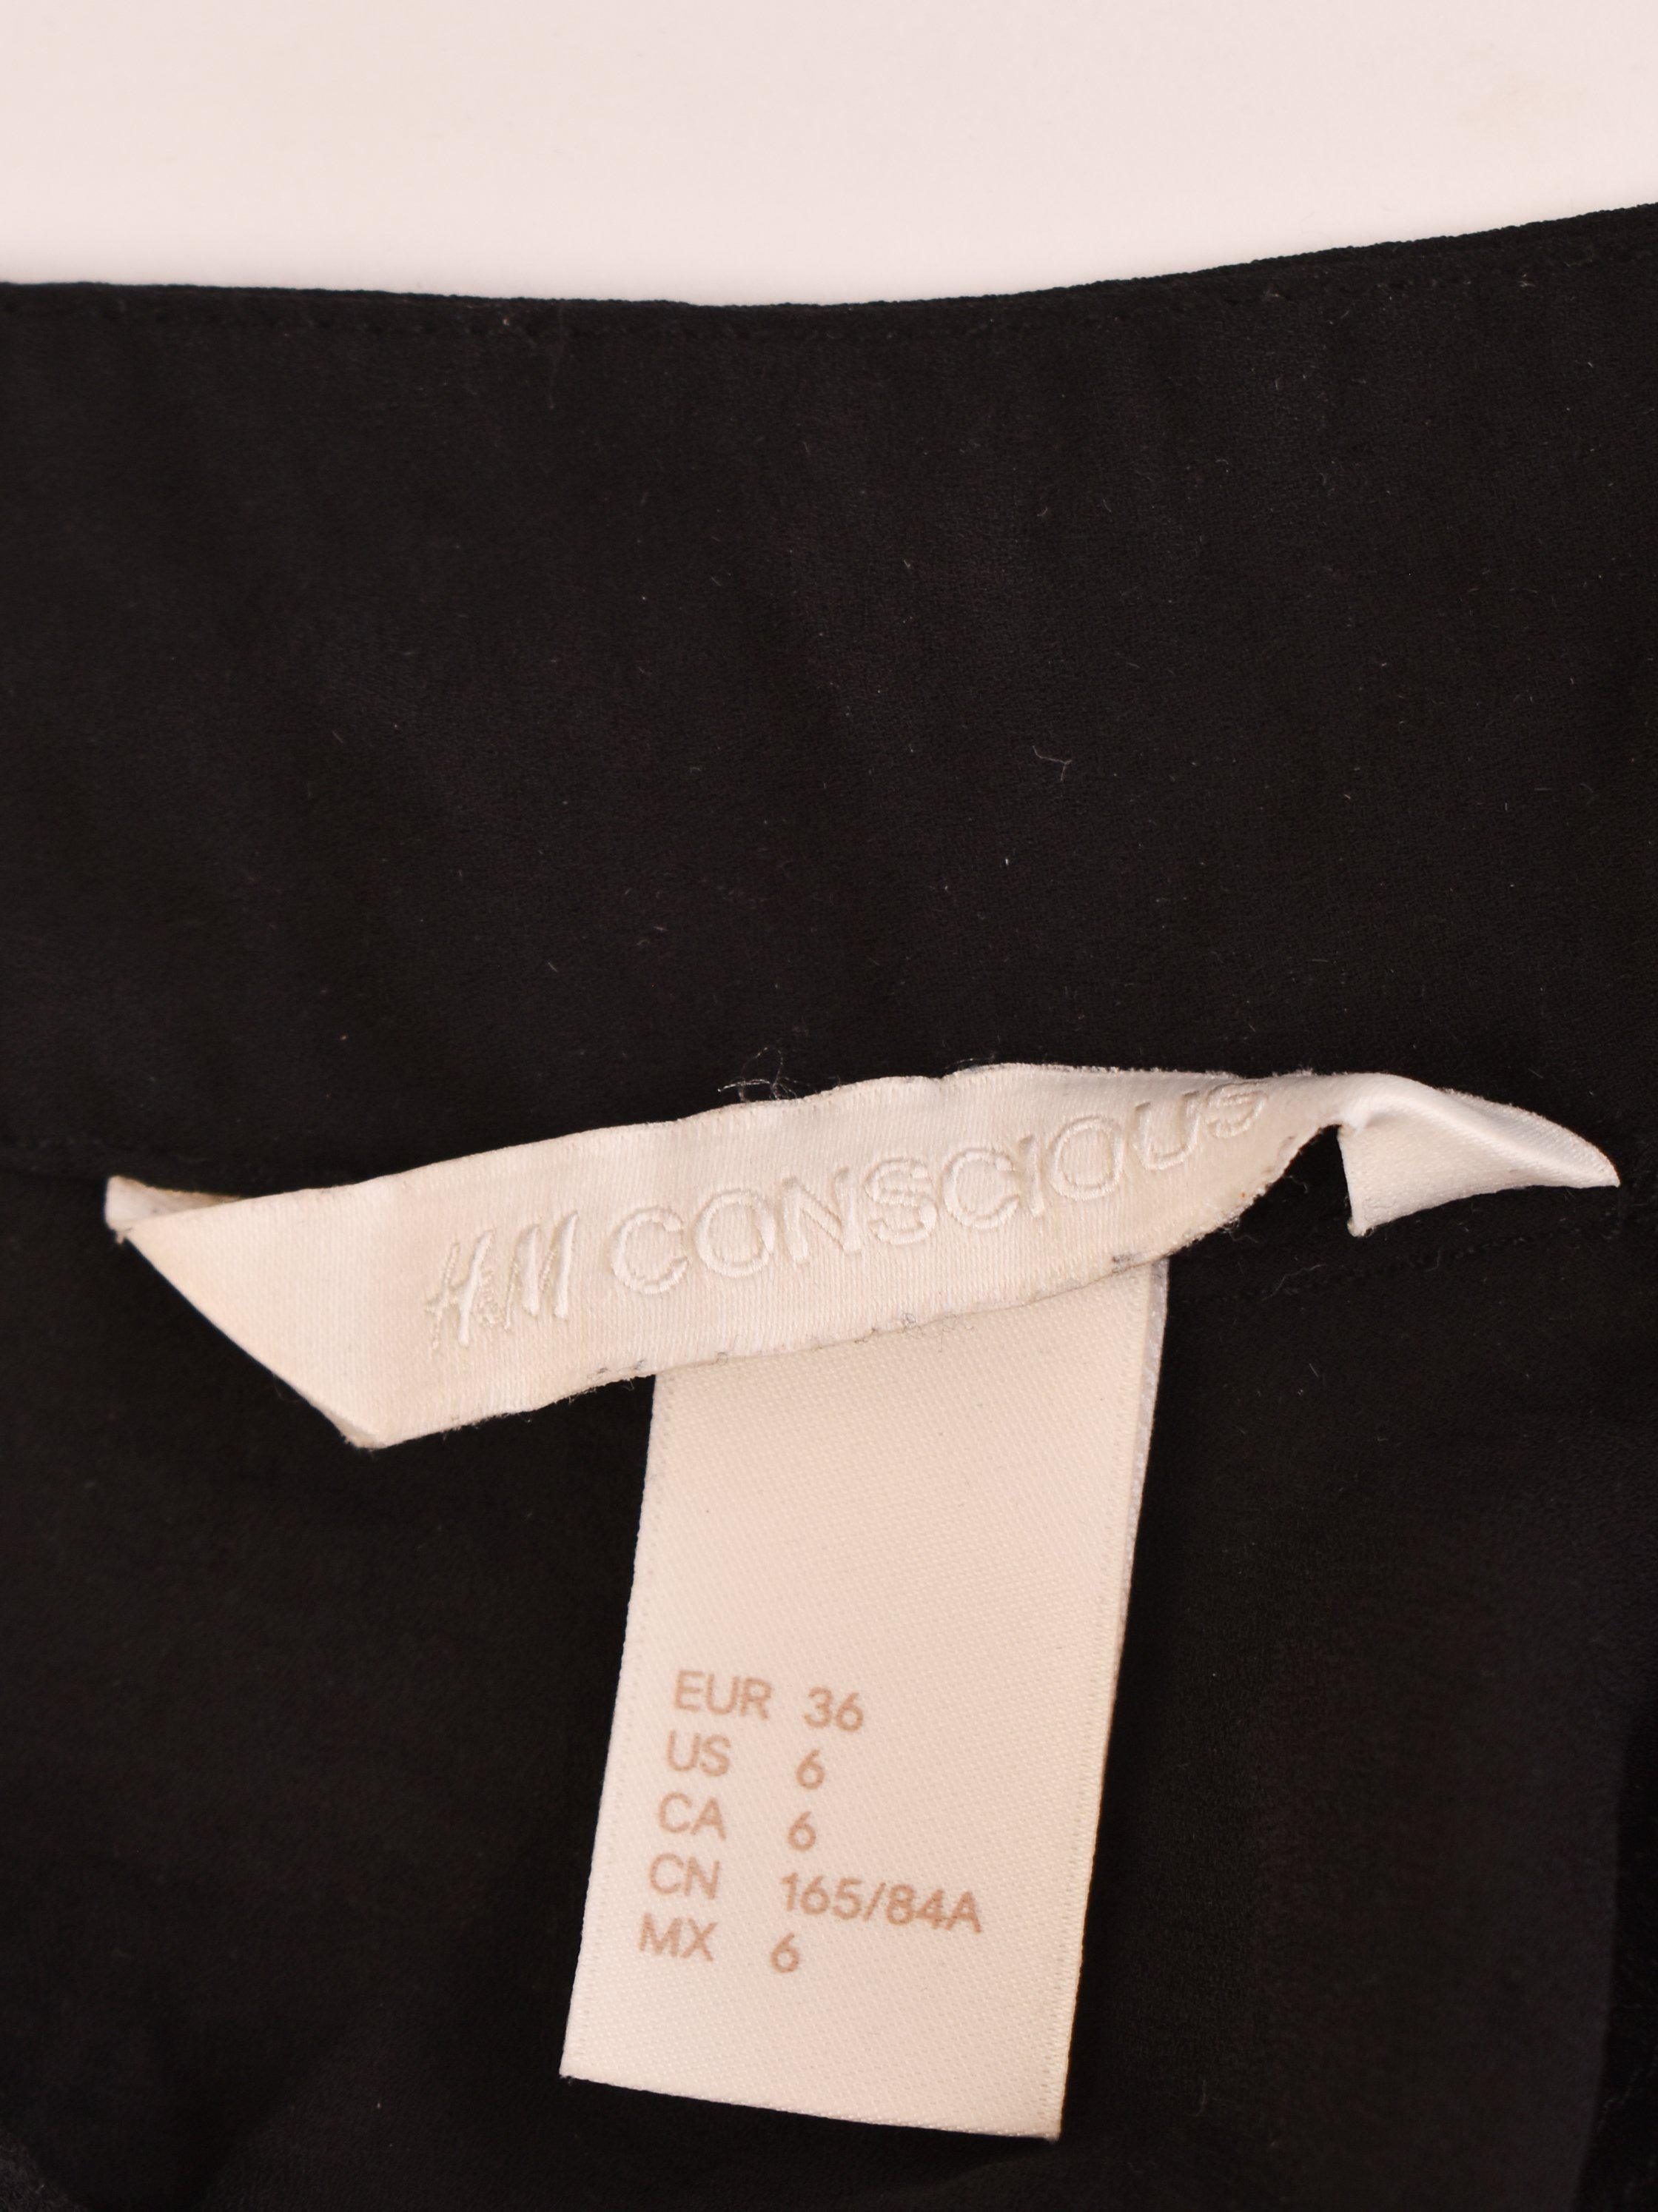 H&M CONSCIOUS
EUR 36
US 6
CA 6
CN 165/84A
MX 6